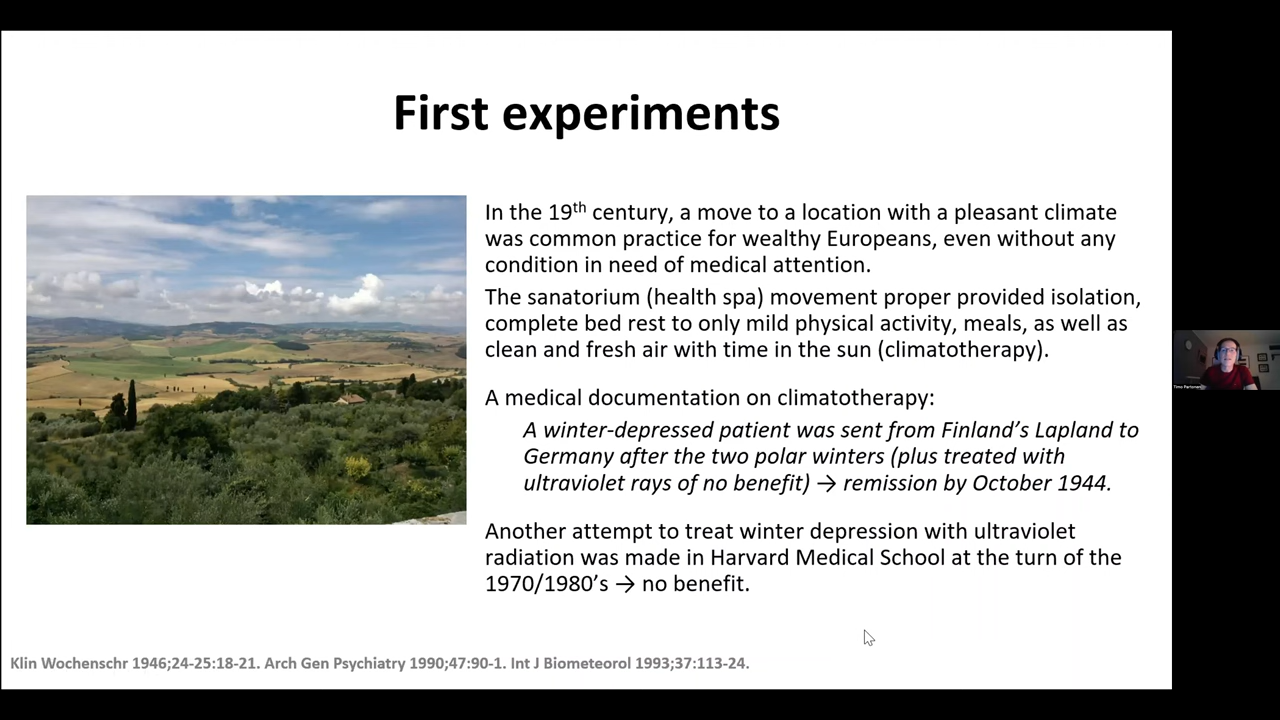 First experiments
In the 19th century, a move to a location with a pleasant climate
was common practice for wealthy Europeans, even without any
condition in need of medical attention.
The sanatorium (health spa) movement proper provided isolation,
complete bed rest to only mild physical activity, meals, as well as
clean and fresh air with time in the sun (climatotherapy).
A medical documentation on climatotherapy:
A winter-depressed patient was sent from Finland’s Lapland to
Germany after the two polar winters (plus treated with
ultraviolet rays of no benefit) → remission by October 1944.
Another attempt to treat winter depression with ultraviolet
radiation was made in Harvard Medical School at the turn of the
1970/1980’s → no benefit.
Klin Wochenschr 1946;24-25:18-21. Arch Gen Psychiatry 1990;47:90-1. Int J Biometeorol 1993;37:113-24.
Timo Partonen